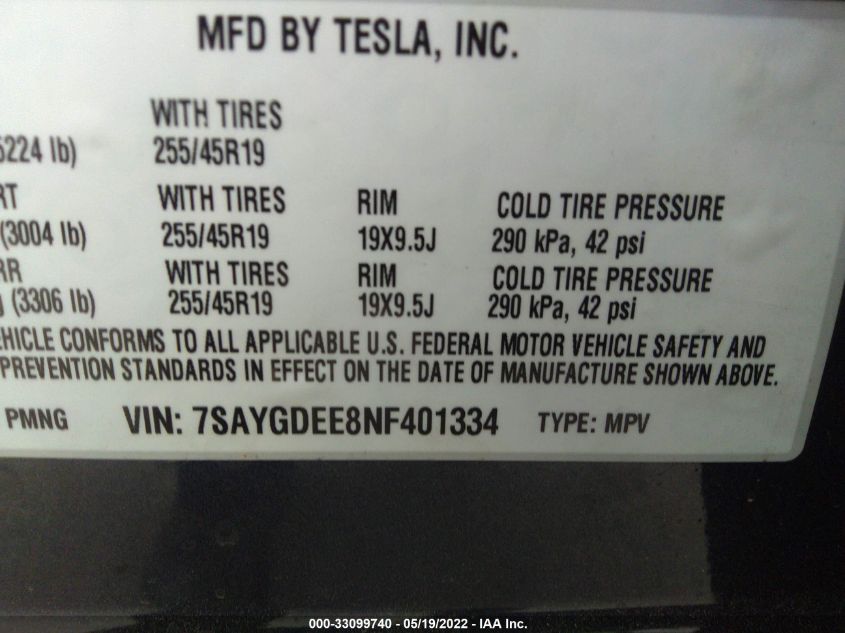 MFD BY TESLA, INC.
WITH TIRES
5224 lb) 255/45R19
RT WITH TIRES RIM COLD TIRE PRESSURE
(3004 lb) 255/45R19 19X9.5J 290 kPa, 42 psi
RR WITH TIRES RIM COLD TIRE PRESSURE
(3306 lb) 255/45R19 19X9.5J 290 kPa, 42 psi
EHICLE CONFORMS TO ALL APPLICABLE U.S. FEDERAL MOTOR VEHICLE SAFETY AND
PREVENTION STANDARDS IN EFFECT ON THE DATE OF MANUFACTURE SHOWN ABOVE.
PMNG VIN: 7SAYGDEE8NF401334 TYPE: MPV
000-33099740 - 05/19/2022 - IAA Inc.